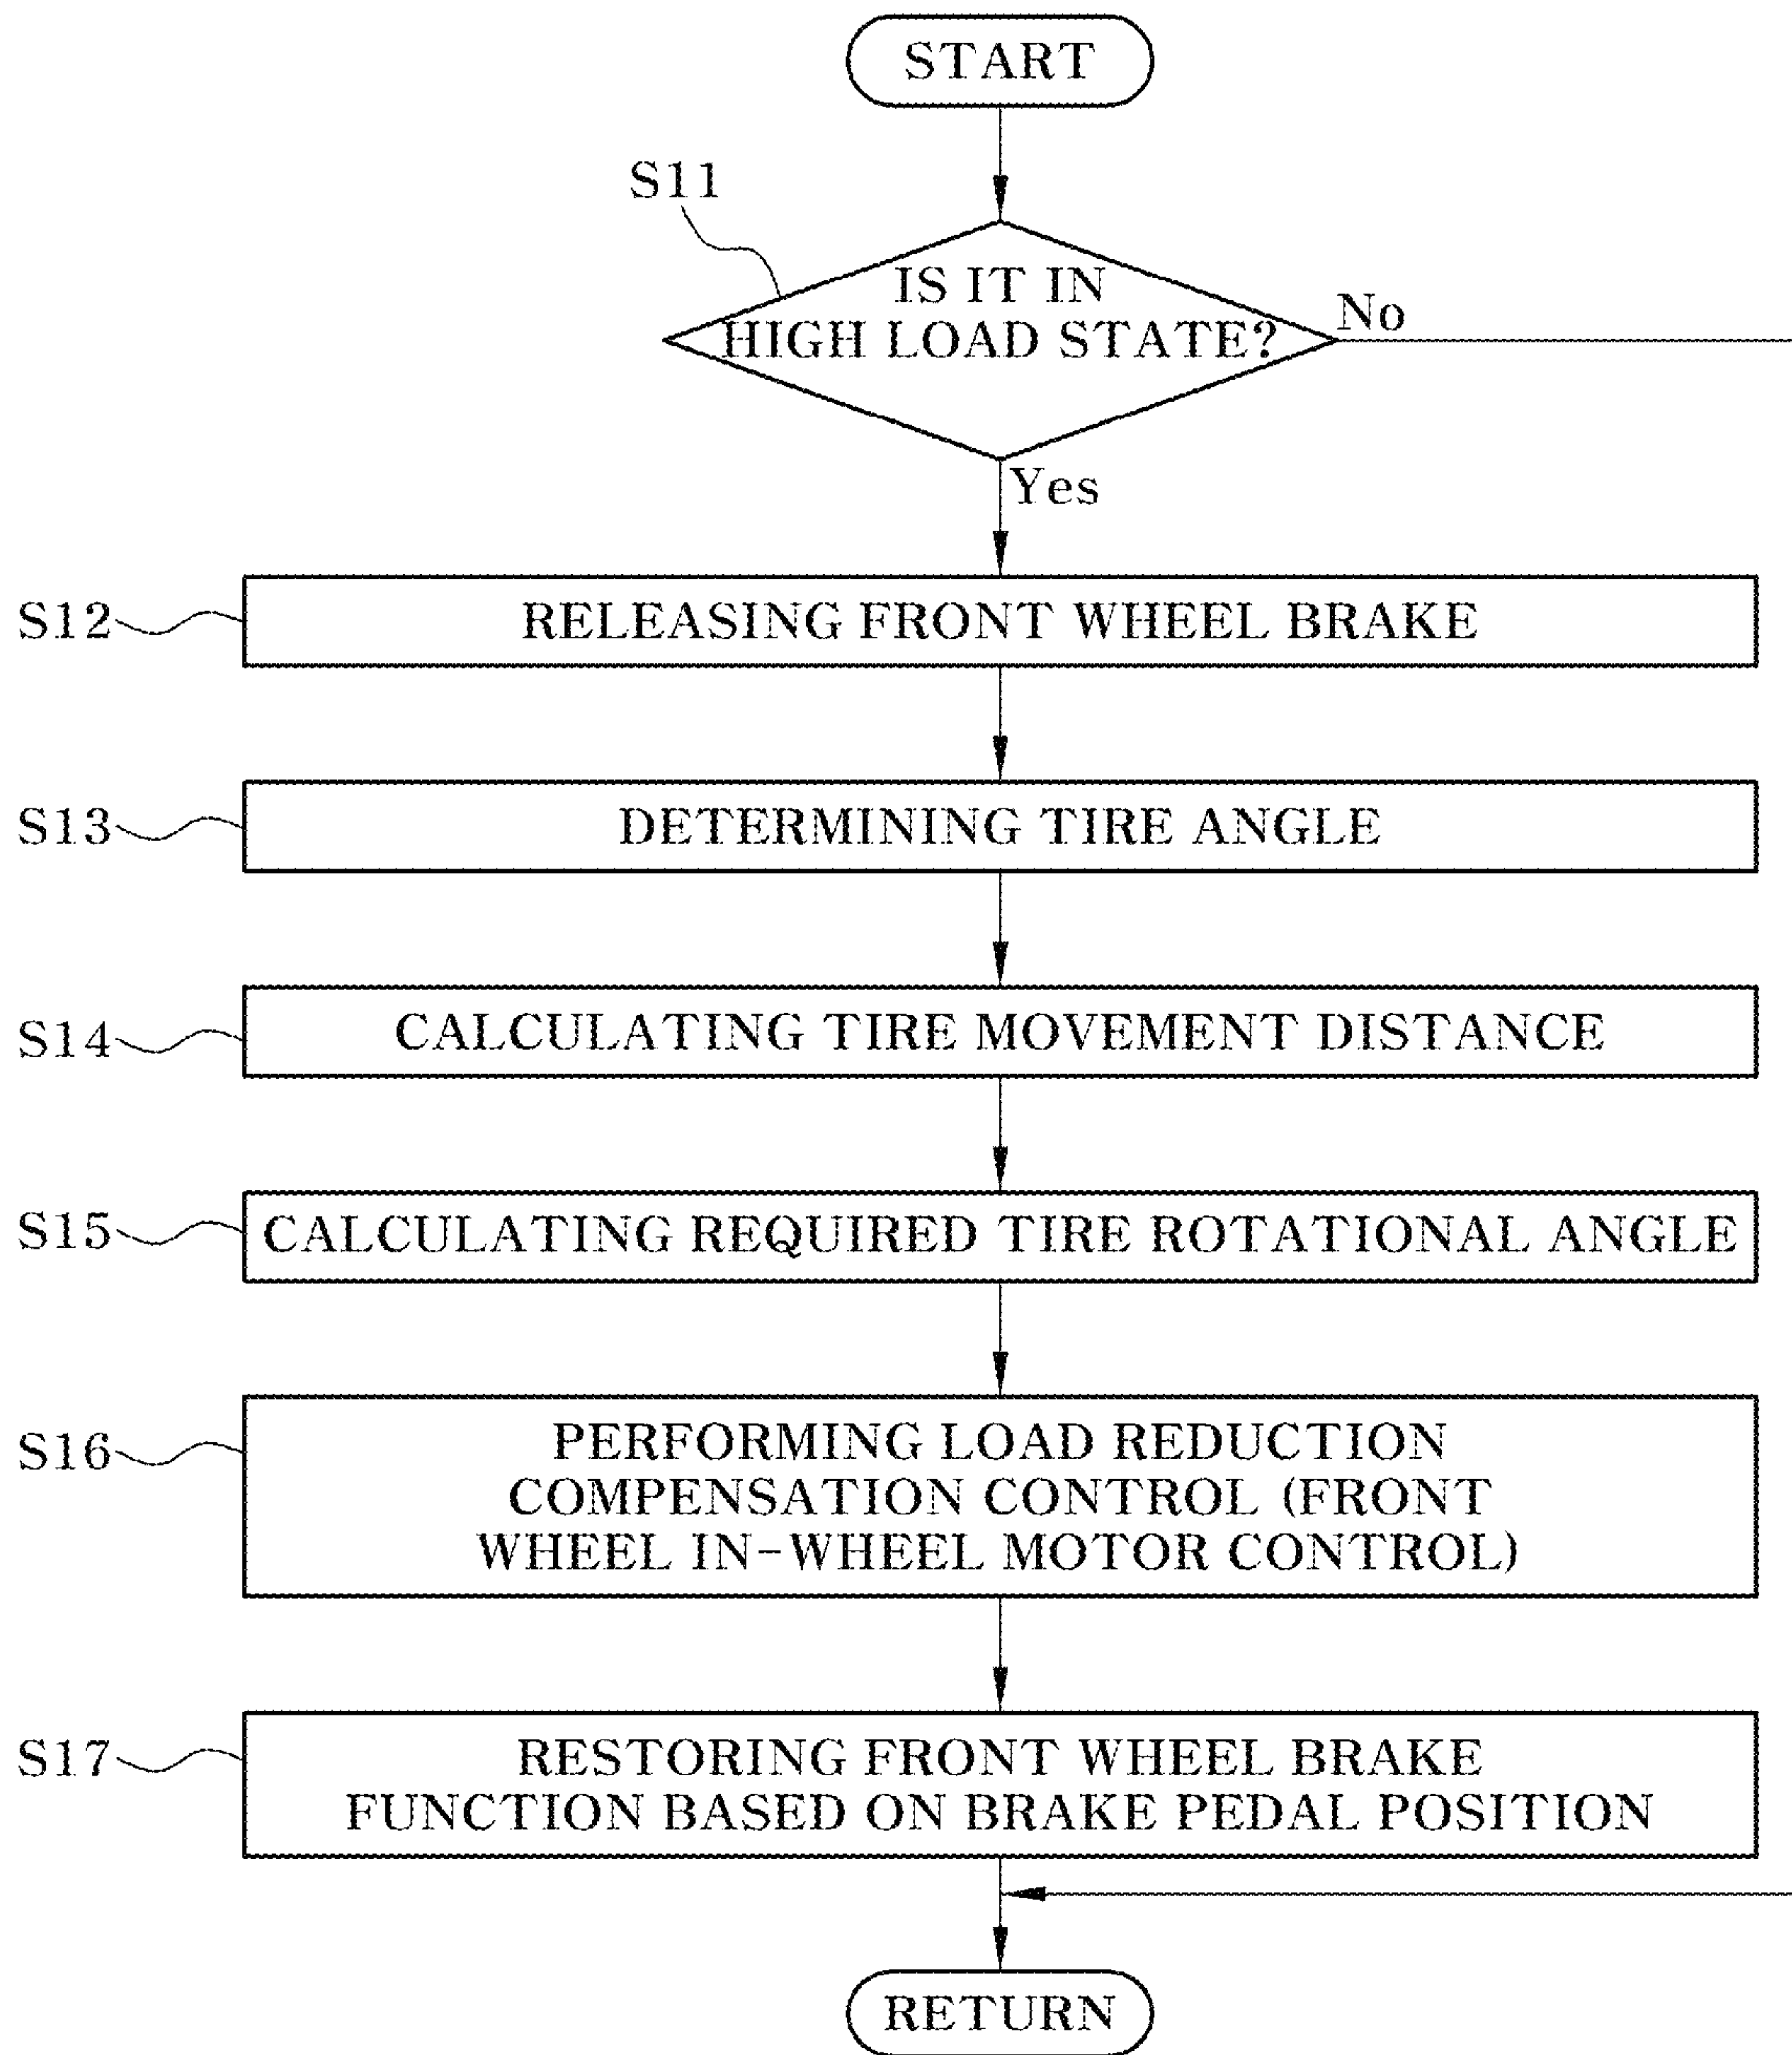 START
S11
IS IT IN
HIGH LOAD STATE?
No
Yes
S12
RELEASING FRONT WHEEL BRAKE
S13
DETERMINING TIRE ANGLE
S14
CALCULATING TIRE MOVEMENT DISTANCE
S15
CALCULATING REQUIRED TIRE ROTATIONAL ANGLE
S16
PERFORMING LOAD REDUCTION
COMPENSATION CONTROL (FRONT
WHEEL IN-WHEEL MOTOR CONTROL)
S17
RESTORING FRONT WHEEL BRAKE
FUNCTION BASED ON BRAKE PEDAL POSITION
RETURN